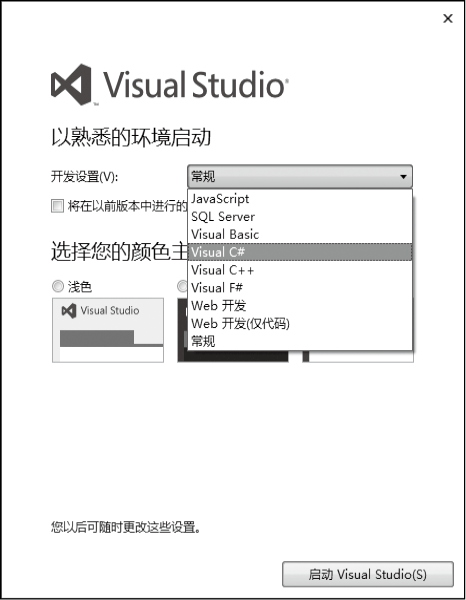 Visual Studio
以熟悉的环境启动
开发设置(V):
常规
JavaScript
将在以前版本中进行的
SQL Server
Visual Basic
选择您的颜色主
Visual C#
Visual C++
浅色
Visual F#
Web 开发
Visual Studio
Web 开发(仅代码)
常规
您以后可随时更改这些设置。
启动 Visual Studio(S)